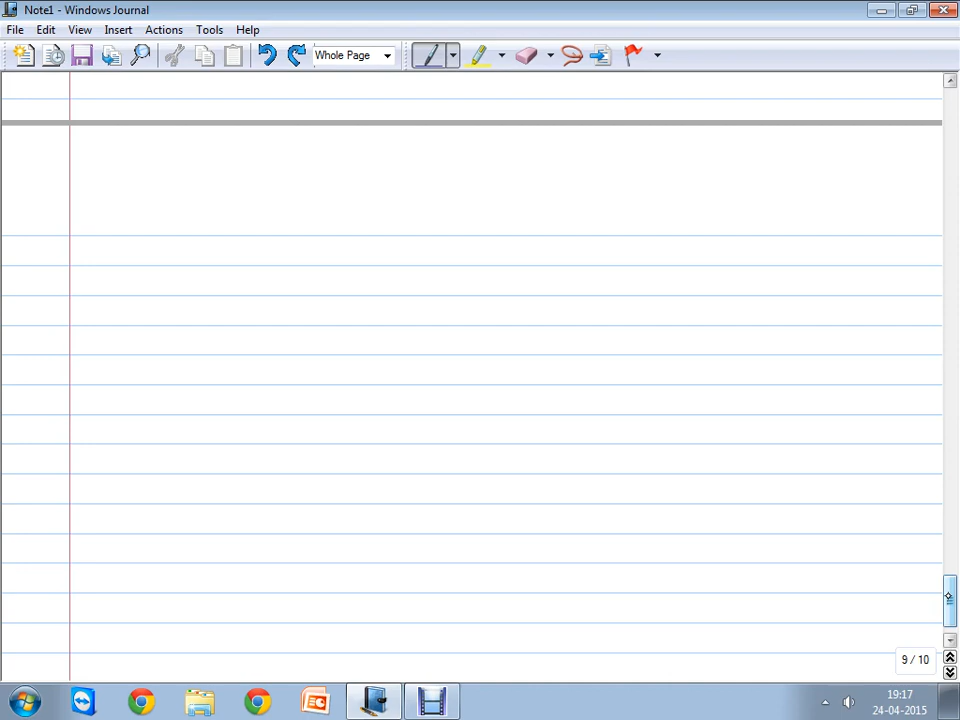 Note1 - Windows Journal
File Edit View Insert Actions Tools Help
Whole Page
9 / 10
19:17
24-04-2015